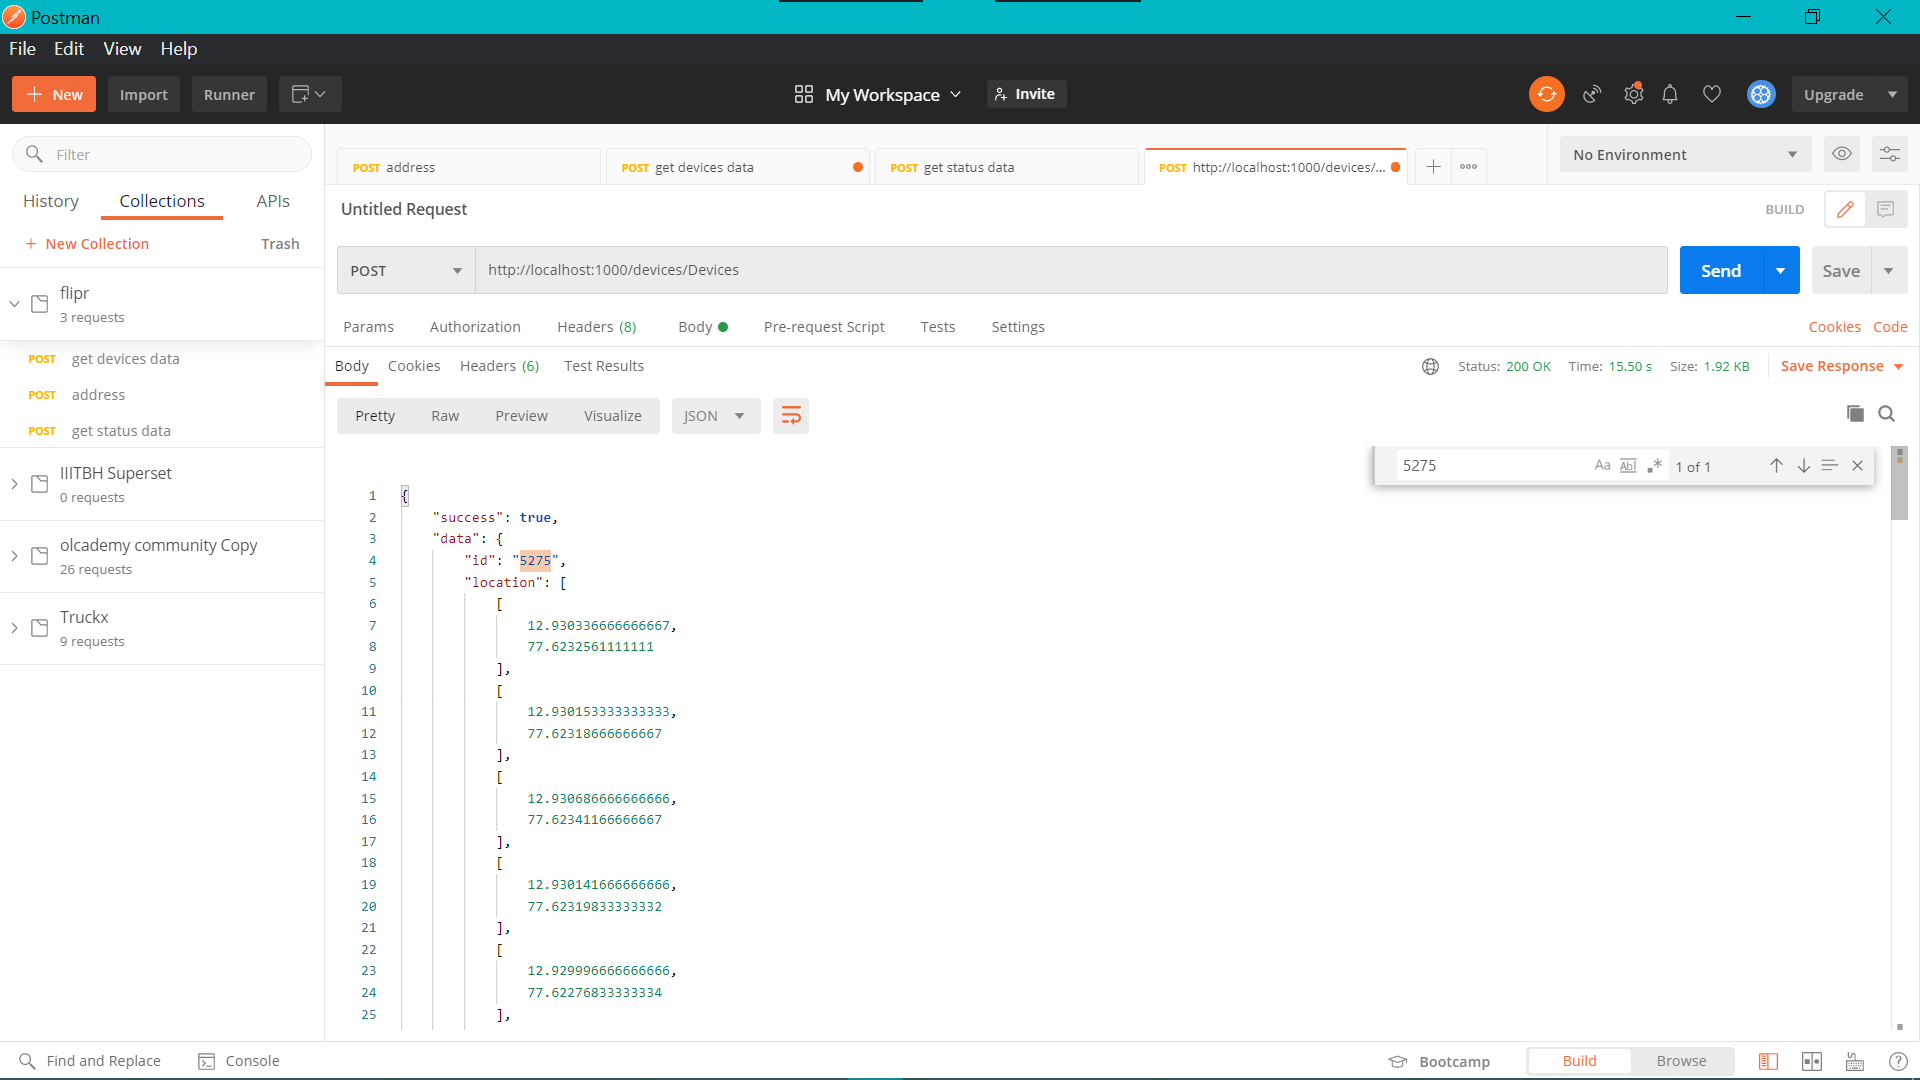 Postman
File Edit View Help
New Import Runner My Workspace Invite Upgrade
Filter
History Collections APIs
New Collection Trash
flipr
3 requests
POST get devices data
POST address
POST get status data
IIITBH Superset
0 requests
olcademy community Copy
26 requests
Truckx
9 requests
POST address POST get devices data POST get status data POST http://localhost:1000/devices/... No Environment
Untitled Request BUILD
POST http://localhost:1000/devices/Devices Send Save
Params Authorization Headers (8) Body Pre-request Script Tests Settings Cookies Code
Body Cookies Headers (6) Test Results Status: 200 OK Time: 15.50 s Size: 1.92 KB Save Response
Pretty Raw Preview Visualize JSON
5275 Aa Abl .* 1 of 1
1 {
2 "success": true,
3 "data": {
4 "id": "5275",
5 "location": [
6 [
7 12.930336666666667,
8 77.6232561111111
9 ],
10 [
11 12.930153333333333,
12 77.62318666666667
13 ],
14 [
15 12.930686666666666,
16 77.62341166666667
17 ],
18 [
19 12.930141666666666,
20 77.62319833333332
21 ],
22 [
23 12.929996666666666,
24 77.62276833333334
25 ],
Find and Replace Console Bootcamp Build Browse